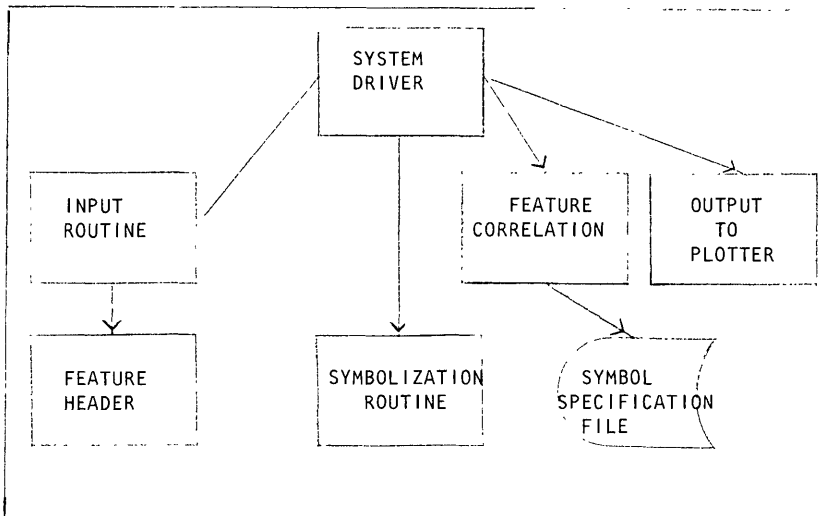 SYSTEM
DRIVER
INPUT
ROUTINE
FEATURE
CORRELATION
OUTPUT
TO
PLOTTER
FEATURE
HEADER
SYMBOLIZATION
ROUTINE
SYMBOL
SPECIFICATION
FILE